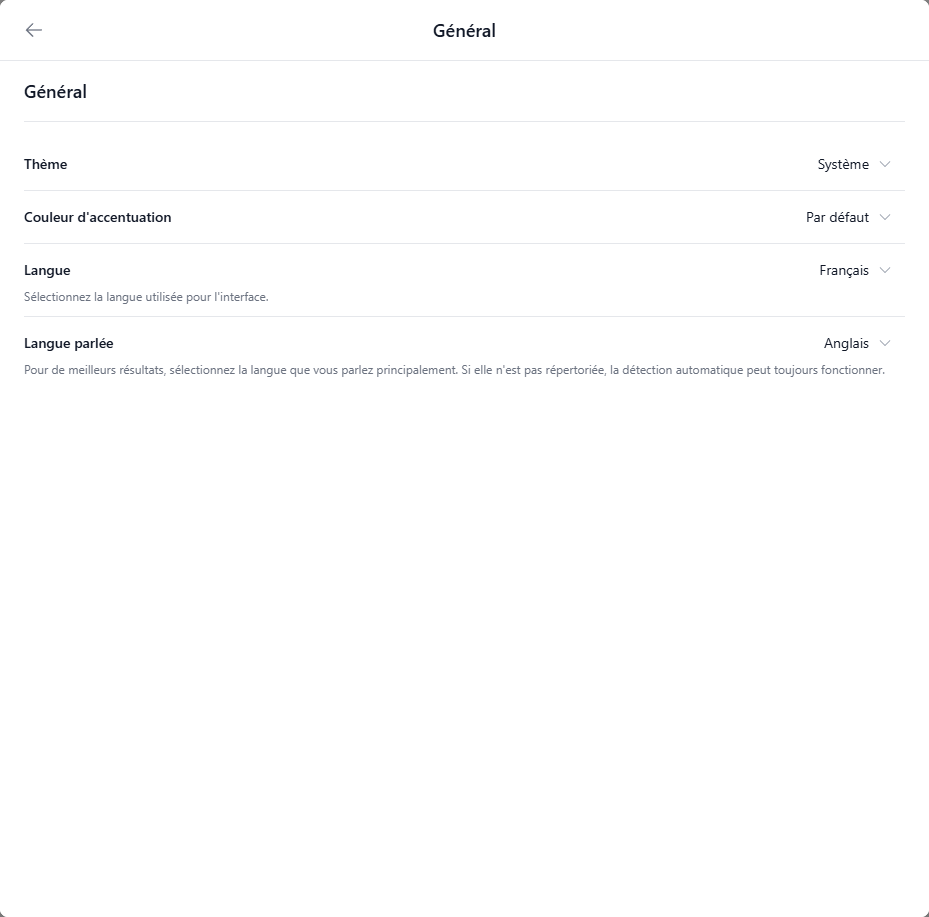 Général
Général
Thème
Système
Couleur d'accentuation
Par défaut
Langue
Français
Sélectionnez la langue utilisée pour l'interface.
Langue parlée
Anglais
Pour de meilleurs résultats, sélectionnez la langue que vous parlez principalement. Si elle n'est pas répertoriée, la détection automatique peut toujours fonctionner.